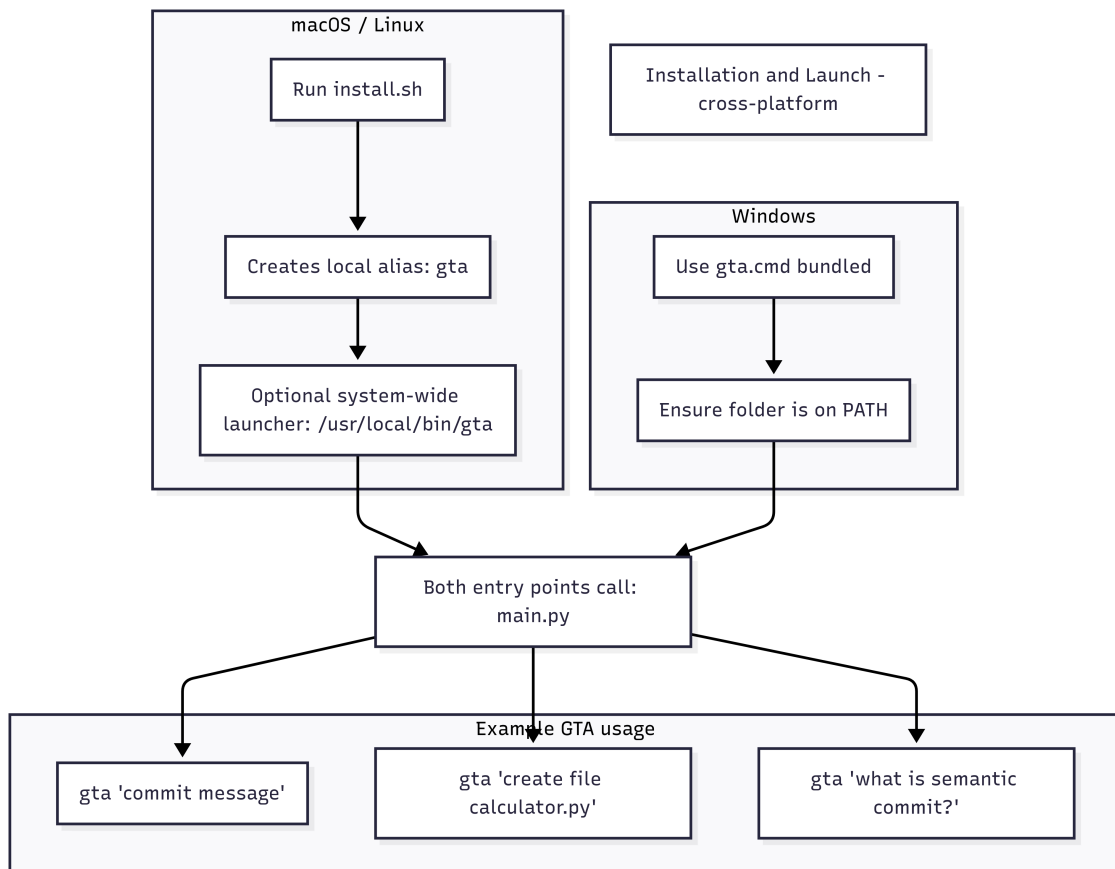 macOS / Linux
Run install.sh
Creates local alias: gta
Optional system-wide
launcher: /usr/local/bin/gta
Installation and Launch -
cross-platform
Windows
Use gta.cmd bundled
Ensure folder is on PATH
Both entry points call:
main.py
Example GTA usage
gta 'commit message'
gta 'create file
calculator.py'
gta 'what is semantic
commit?'